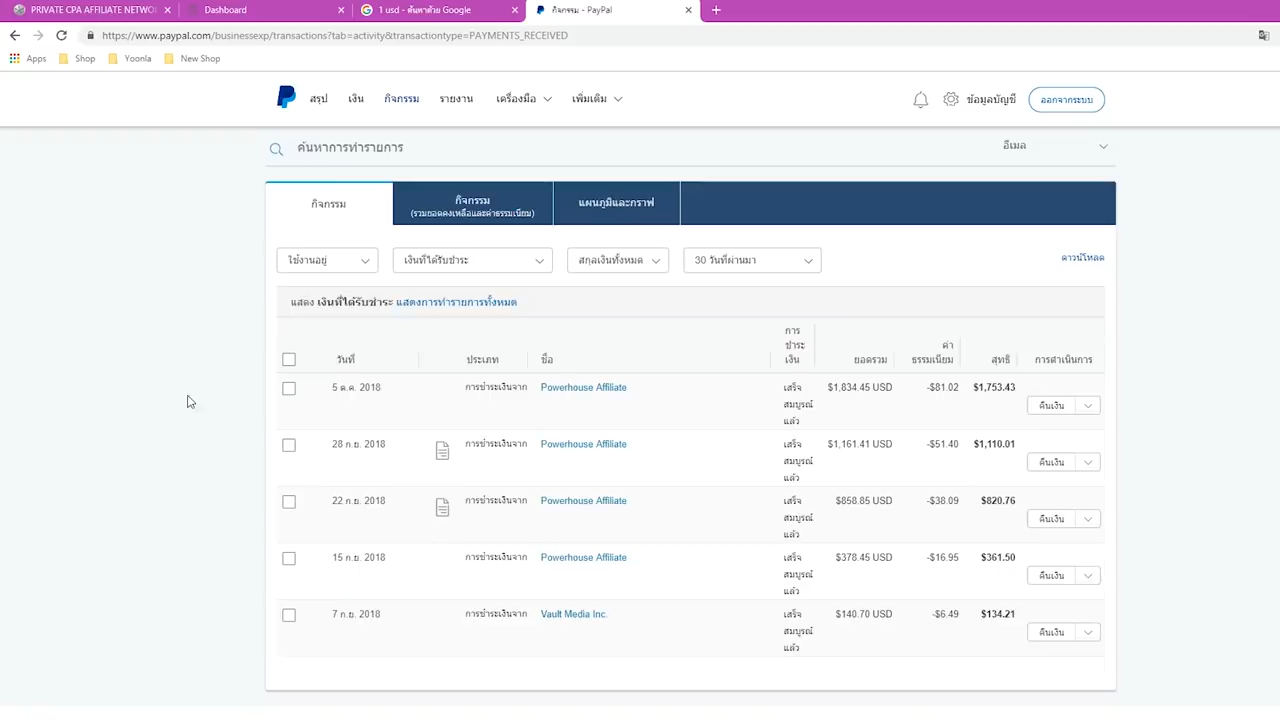 PRIVATE CPA AFFILIATE NETWO
Dashboard
1 usd - ค้นหาด้วย Google
กิจกรรม - PayPal
https://www.paypal.com/businessexp/transactions?tab=activity&transactiontype=PAYMENTS_RECEIVED
Apps Shop Yoonla New Shop
สรุป เงิน กิจกรรม รายงาน เครื่องมือ เพิ่มเติม ข้อมูลบัญชี ออกจากระบบ
ค้นหาการทำรายการ อีเมล
กิจกรรม
กิจกรรม
(รวมยอดคงเหลือและค่าธรรมเนียม)
แผนภูมิและกราฟ
ใช้งานอยู่ เงินที่ได้รับชำระ สกุลเงินทั้งหมด 30 วันที่ผ่านมา ดาวน์โหลด
แสดง เงินที่ได้รับชำระ แสดงการทำรายการทั้งหมด
วันที่ ประเภท ชื่อ
การ
ชำระ
เงิน
ยอดรวม
ค่า
ธรรมเนียม
สุทธิ การดำเนินการ
5 ต.ค. 2018 การชำระเงินจาก Powerhouse Affiliate
เสร็จ
สมบูรณ์
แล้ว
$1,834.45 USD -$81.02 $1,753.43
คืนเงิน
28 ก.ย. 2018 การชำระเงินจาก Powerhouse Affiliate
เสร็จ
สมบูรณ์
แล้ว
$1,161.41 USD -$51.40 $1,110.01
คืนเงิน
22 ก.ย. 2018 การชำระเงินจาก Powerhouse Affiliate
เสร็จ
สมบูรณ์
แล้ว
$858.85 USD -$38.09 $820.76
คืนเงิน
15 ก.ย. 2018 การชำระเงินจาก Powerhouse Affiliate
เสร็จ
สมบูรณ์
แล้ว
$378.45 USD -$16.95 $361.50
คืนเงิน
7 ก.ย. 2018 การชำระเงินจาก Vault Media Inc.
เสร็จ
สมบูรณ์
แล้ว
$140.70 USD -$6.49 $134.21
คืนเงิน